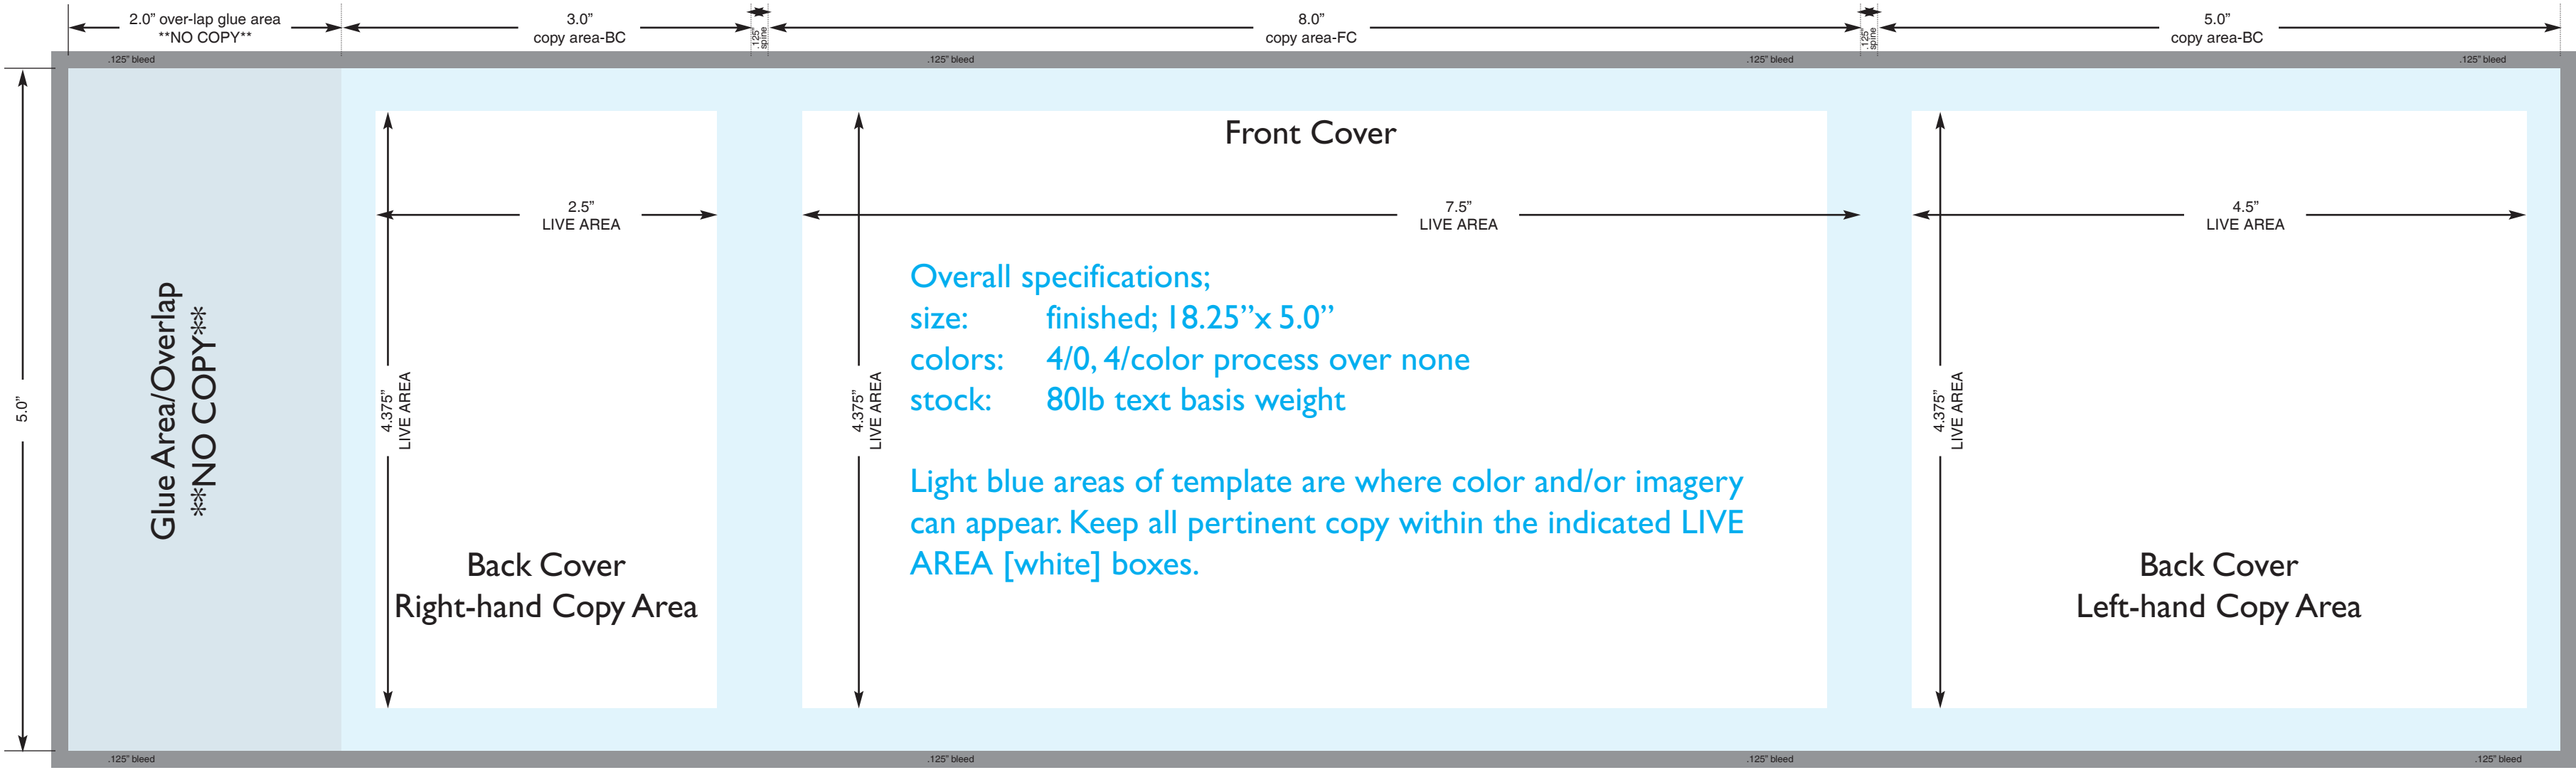 2.0” over-lap glue area
**NO COPY**
3.0”
copy area-BC
.125”
spine
8.0”
copy area-FC
.125”
spine
5.0”
copy area-BC
.125” bleed
.125” bleed
.125” bleed
.125” bleed
5.0”
Glue Area/Overlap
**NO COPY**
2.5”
LIVE AREA
4.375”
LIVE AREA
Back Cover
Right-hand Copy Area
Front Cover
7.5”
LIVE AREA
4.375”
LIVE AREA
Overall specifications;
size: finished; 18.25”x 5.0”
colors: 4/0, 4/color process over none
stock: 80lb text basis weight
Light blue areas of template are where color and/or imagery
can appear. Keep all pertinent copy within the indicated LIVE
AREA [white] boxes.
4.5”
LIVE AREA
4.375”
LIVE AREA
Back Cover
Left-hand Copy Area
.125” bleed
.125” bleed
.125” bleed
.125” bleed